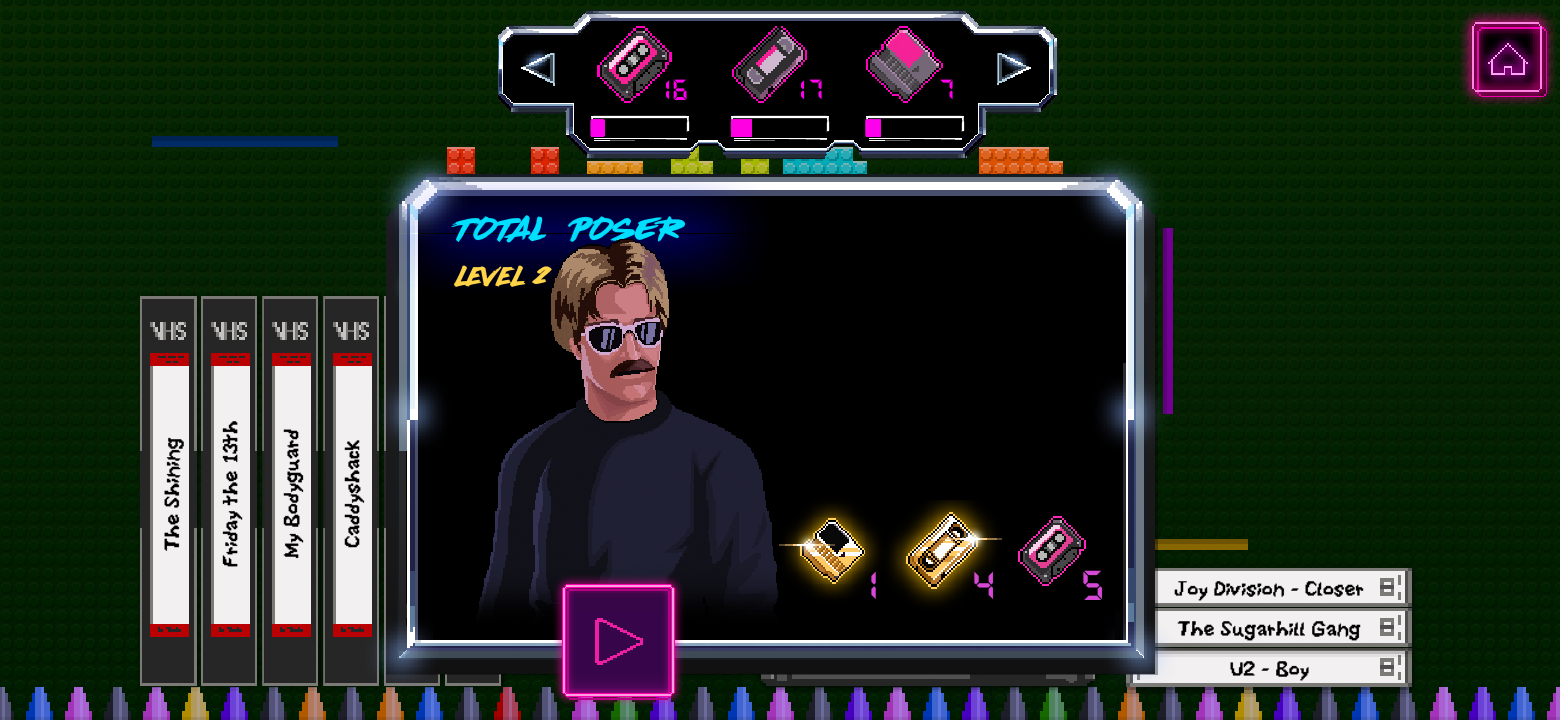 16
17
7
TOTAL POSER
LEVEL 2
VHS
VHS
VHS
VHS
The Shining
Friday the 13th
My Bodyguard
Caddyshack
1
4
5
Joy Division - Closer
The Sugarhill Gang
U2 - Boy